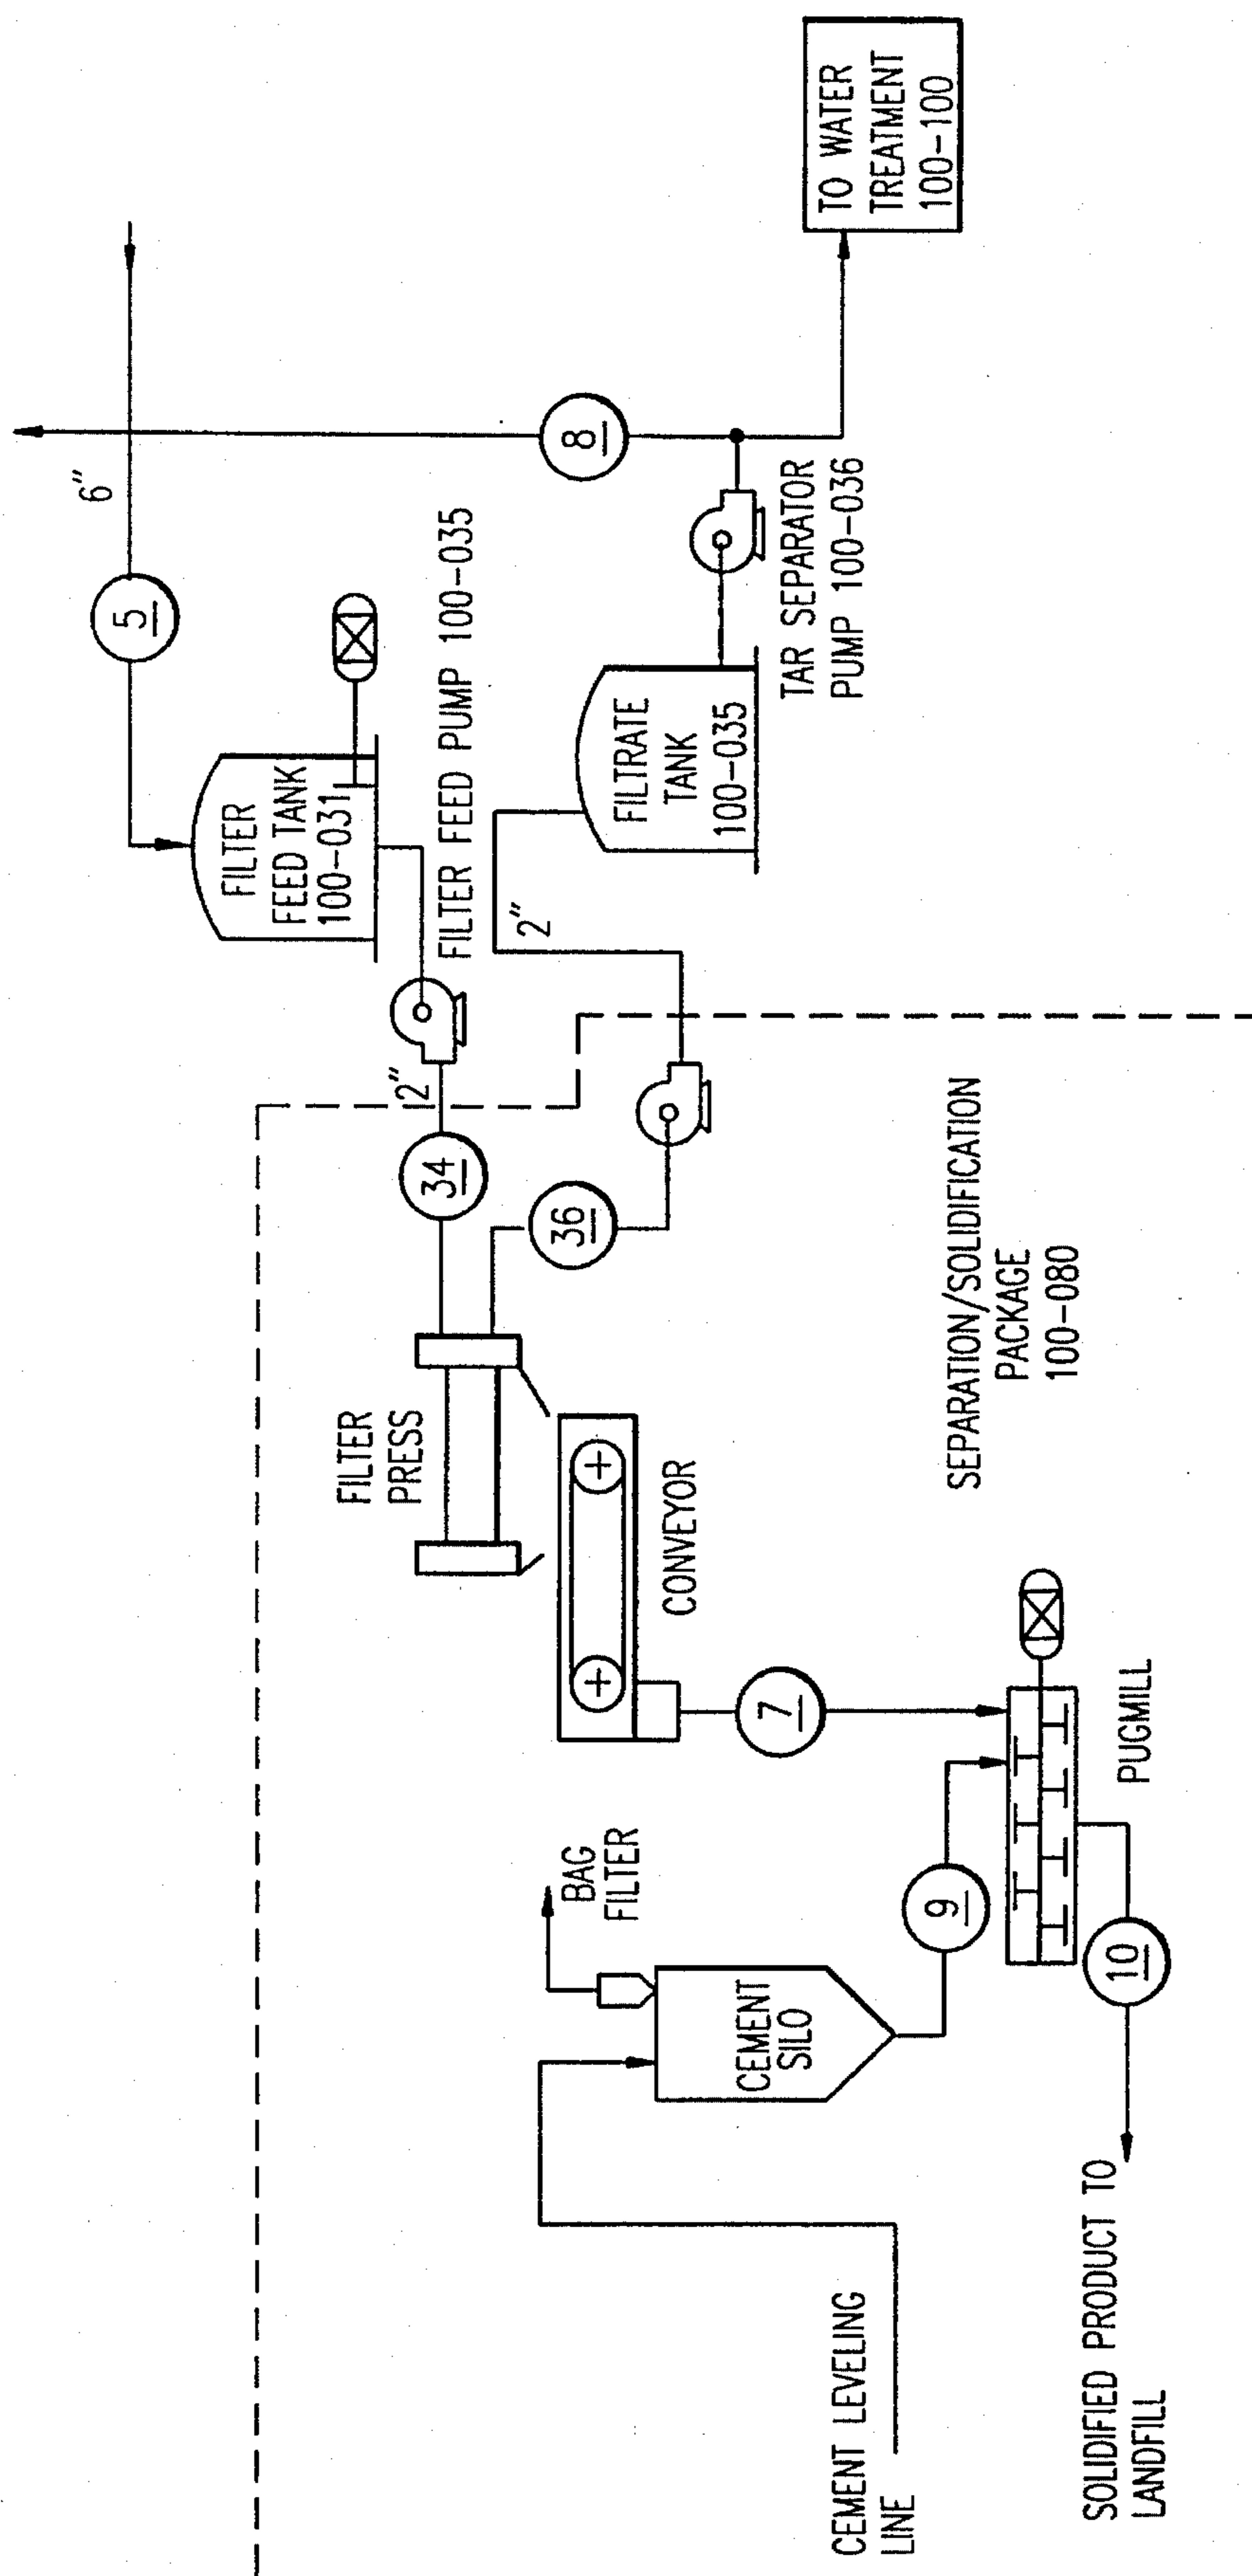 TO WATER
TREATMENT
100-100
6"
5
8
FILTER
FEED TANK
100-031
FILTER FEED PUMP 100-035
TAR SEPARATOR
PUMP 100-036
FILTRATE
TANK
100-035
2"
2"
34
36
FILTER
PRESS
CONVEYOR
SEPARATION/SOLIDIFICATION
PACKAGE
100-080
7
PUGMILL
BAG
FILTER
9
CEMENT
SILO
10
CEMENT LEVELING
LINE
SOLIDIFIED PRODUCT TO
LANDFILL